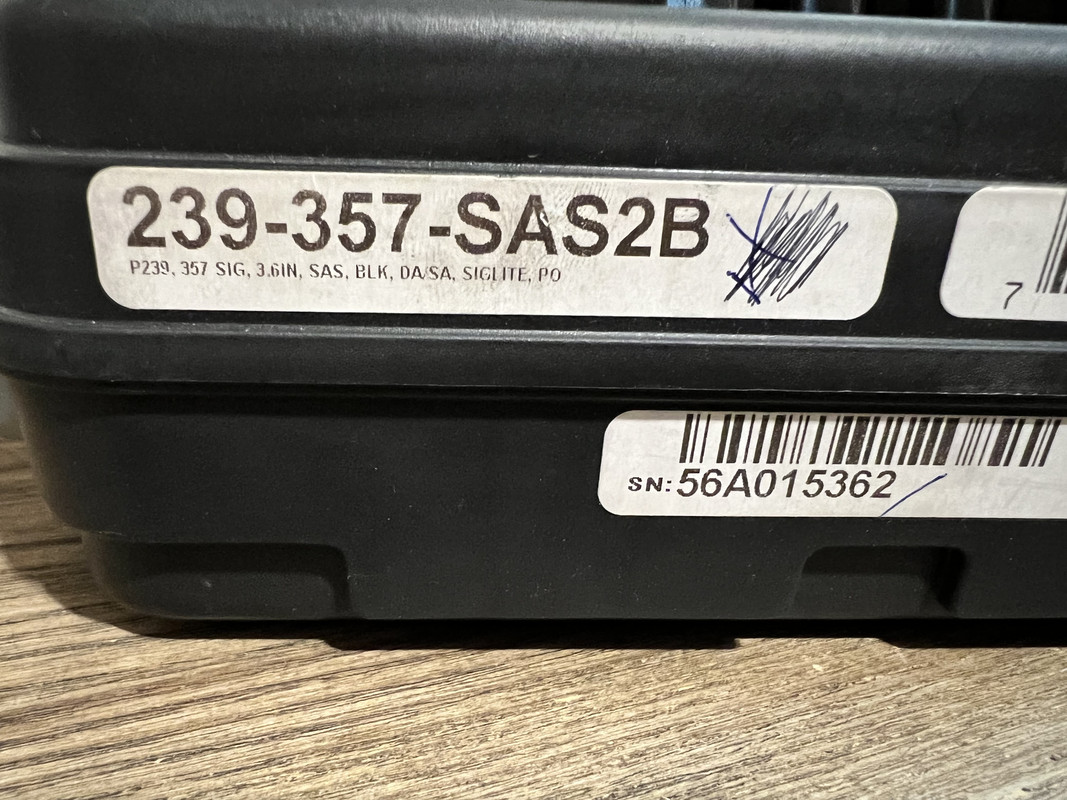 239-357-SAS2B
P239, 357 SIG, 3.6IN, SAS, BLK, DA/SA, SIGLITE, PO
7
SN:56A015362